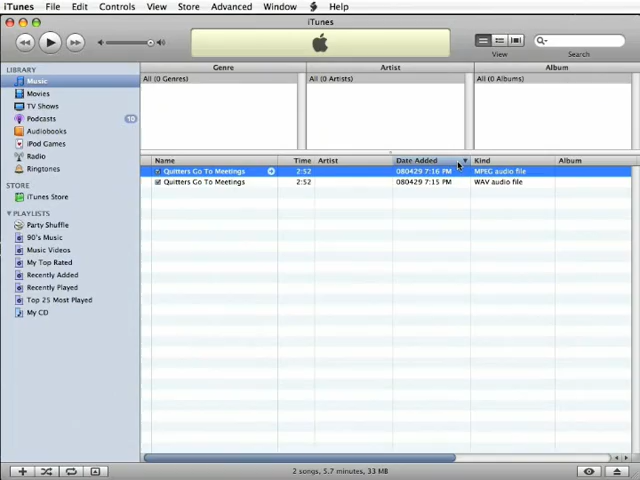 iTunes File Edit Controls View Store Advanced Window Help
iTunes
View
Search
LIBRARY
Music
Movies
TV Shows
Podcasts 10
Audiobooks
iPod Games
Radio
Ringtones
STORE
iTunes Store
PLAYLISTS
Party Shuffle
90's Music
Music Videos
My Top Rated
Recently Added
Recently Played
Top 25 Most Played
My CD
Genre Artist Album
All (0 Genres) All (0 Artists) All (0 Albums)
Name Time Artist Date Added Kind Album
Quitters Go To Meetings 2:52 080429 7:16 PM MPEG audio file
Quitters Go To Meetings 2:52 080429 7:15 PM WAV audio file
2 songs, 5.7 minutes, 33 MB